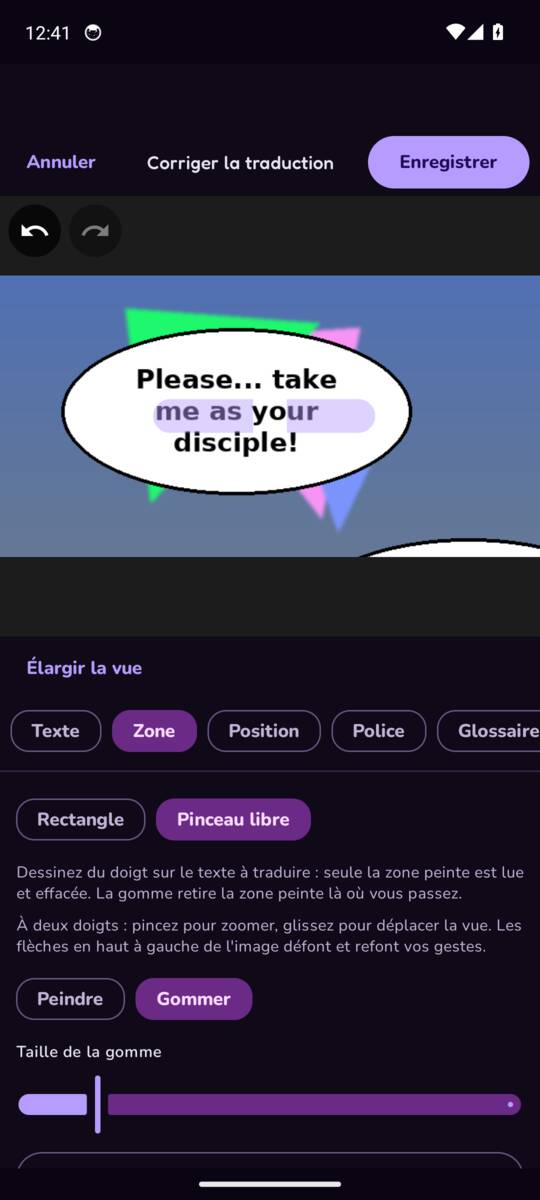 12:41
Annuler
Corriger la traduction
Enregistrer
Please... take
me as your
disciple!
Élargir la vue
Texte
Zone
Position
Police
Glossaire
Rectangle
Pinceau libre
Dessinez du doigt sur le texte à traduire : seule la zone peinte est lue
et effacée. La gomme retire la zone peinte là où vous passez.
À deux doigts : pincez pour zoomer, glissez pour déplacer la vue. Les
flèches en haut à gauche de l'image défont et refont vos gestes.
Peindre
Gommer
Taille de la gomme